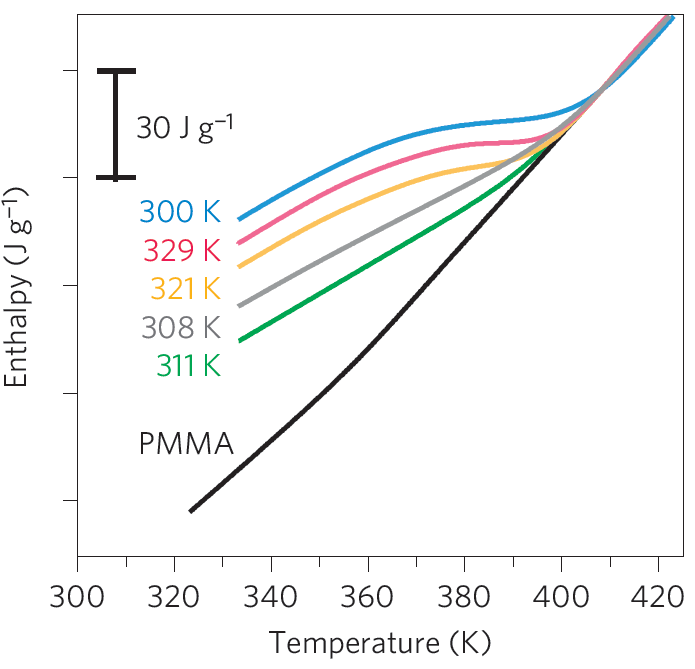 30 J g⁻¹
Enthalpy (J g⁻¹)
300 K
329 K
321 K
308 K
311 K
PMMA
300 320 340 360 380 400 420
Temperature (K)